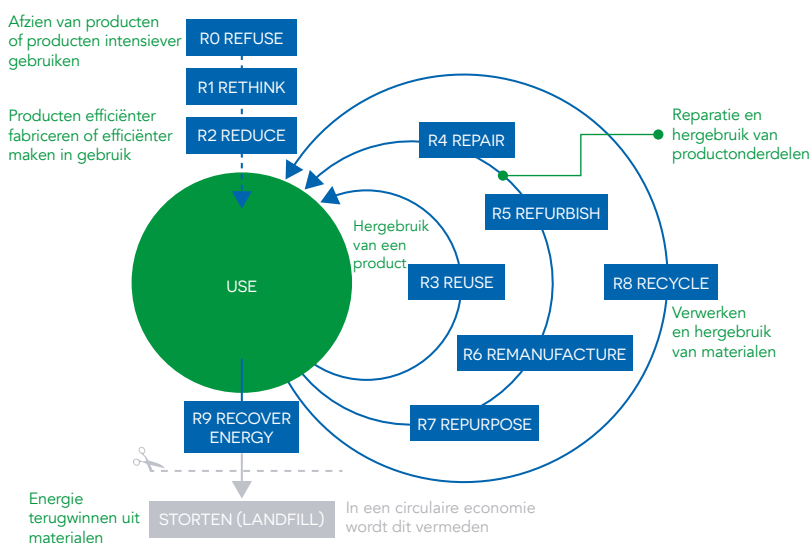 Afzien van producten
of producten intensiever
gebruiken
R0 REFUSE
R1 RETHINK
Producten efficiënter
fabriceren of efficiënter
maken in gebruik
R2 REDUCE
R4 REPAIR
Reparatie en
hergebruik van
productonderdelen
R5 REFURBISH
Hergebruik
van een
product
USE
R3 REUSE
R8 RECYCLE
Verwerken
en hergebruik
van materialen
R6 REMANUFACTURE
R7 REPURPOSE
R9 RECOVER
ENERGY
Energie
terugwinnen uit
materialen
STORTEN (LANDFILL)
In een circulaire economie
wordt dit vermeden